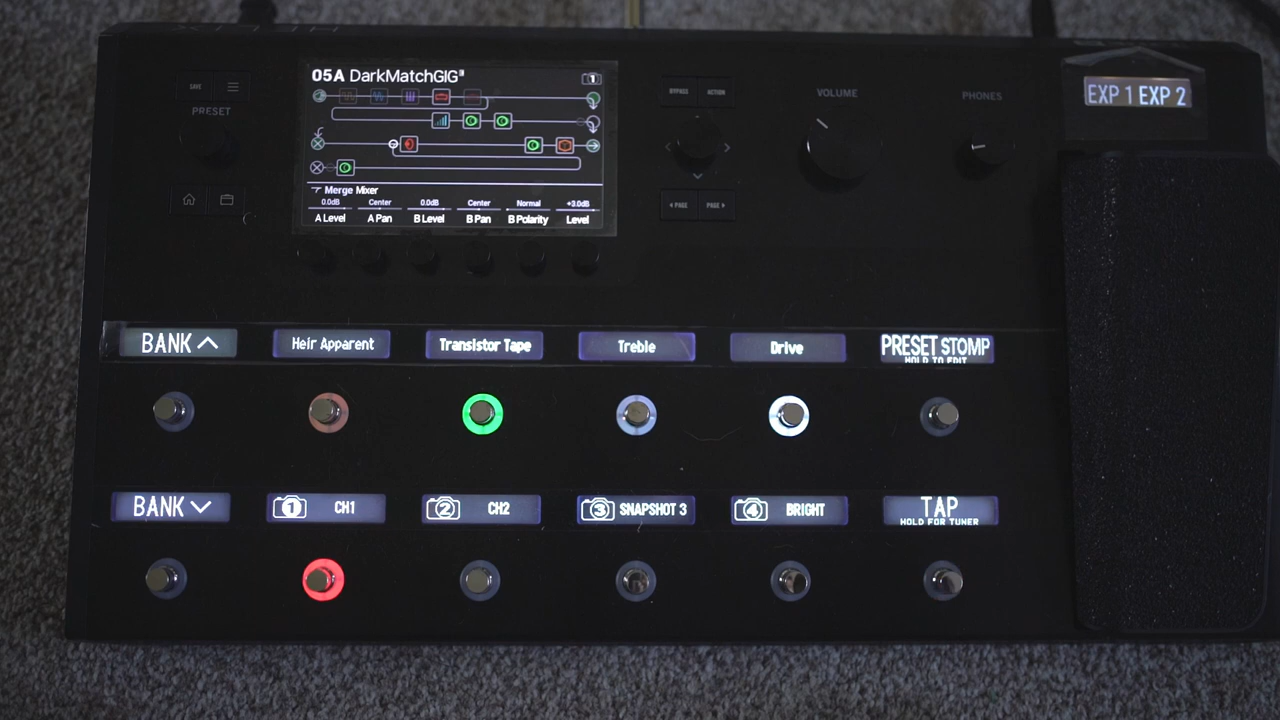 HELIX
05A DarkMatchGIG
1
SAVE
PRESET
Merge Mixer
0.0dB Center 0.0dB Center Normal +3.0dB
A Level A Pan B Level B Pan B Polarity Level
BYPASS ACTION
< PAGE PAGE >
VOLUME
PHONES
EXP 1 EXP 2
BANK
Heir Apparent
Transistor Tape
Treble
Drive
PRESET STOMP
HOLD TO EDIT
BANK
1 CH1
2 CH2
3 SNAPSHOT 3
4 BRIGHT
TAP
HOLD FOR TUNER